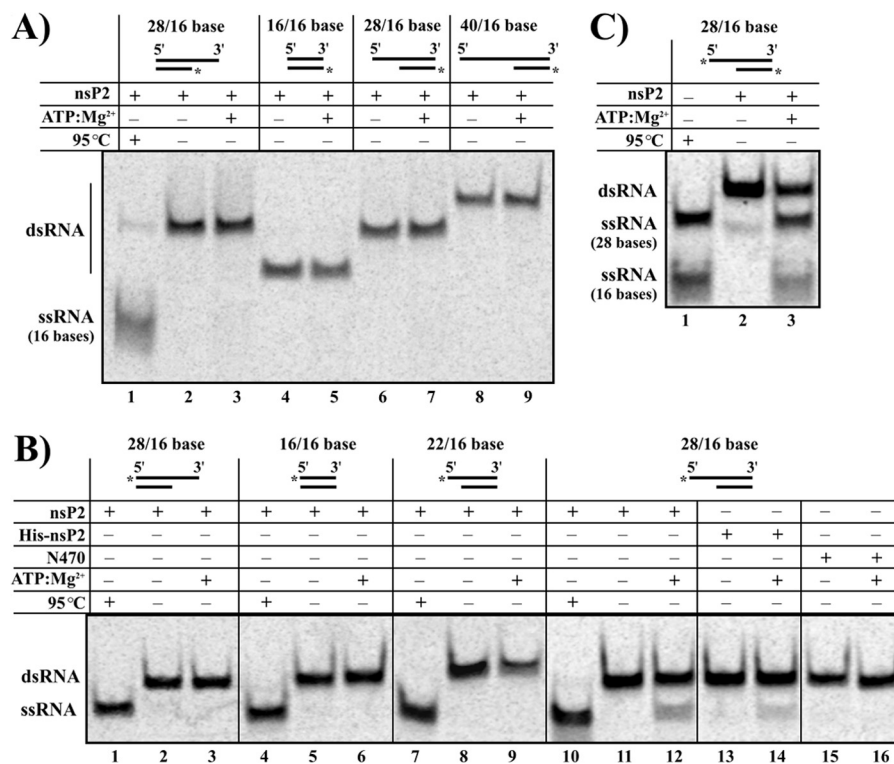 A)
28/16 base 16/16 base 28/16 base 40/16 base
5' 3' 5' 3' 5' 3' 5' 3'
* * * *
nsP2 + + + + + + + + +
ATP:Mg²⁺ – – + – + – + – +
95°C + – – – – – – – –
dsRNA
ssRNA
(16 bases)
1 2 3 4 5 6 7 8 9
C)
28/16 base
5' 3'
* *
nsP2 – + +
ATP:Mg²⁺ – – +
95°C + – –
dsRNA
ssRNA
(28 bases)
ssRNA
(16 bases)
1 2 3
B)
28/16 base 16/16 base 22/16 base 28/16 base
5' 3' 5' 3' 5' 3' 5' 3'
* * * *
nsP2 + + + + + + + + + + + + – – – –
His-nsP2 – – – – – – – – – – – – + + – –
N470 – – – – – – – – – – – – – – + +
ATP:Mg²⁺ – – + – – + – – + – – + – + – +
95°C + – – + – – + – – + – – – – – –
dsRNA
ssRNA
1 2 3 4 5 6 7 8 9 10 11 12 13 14 15 16